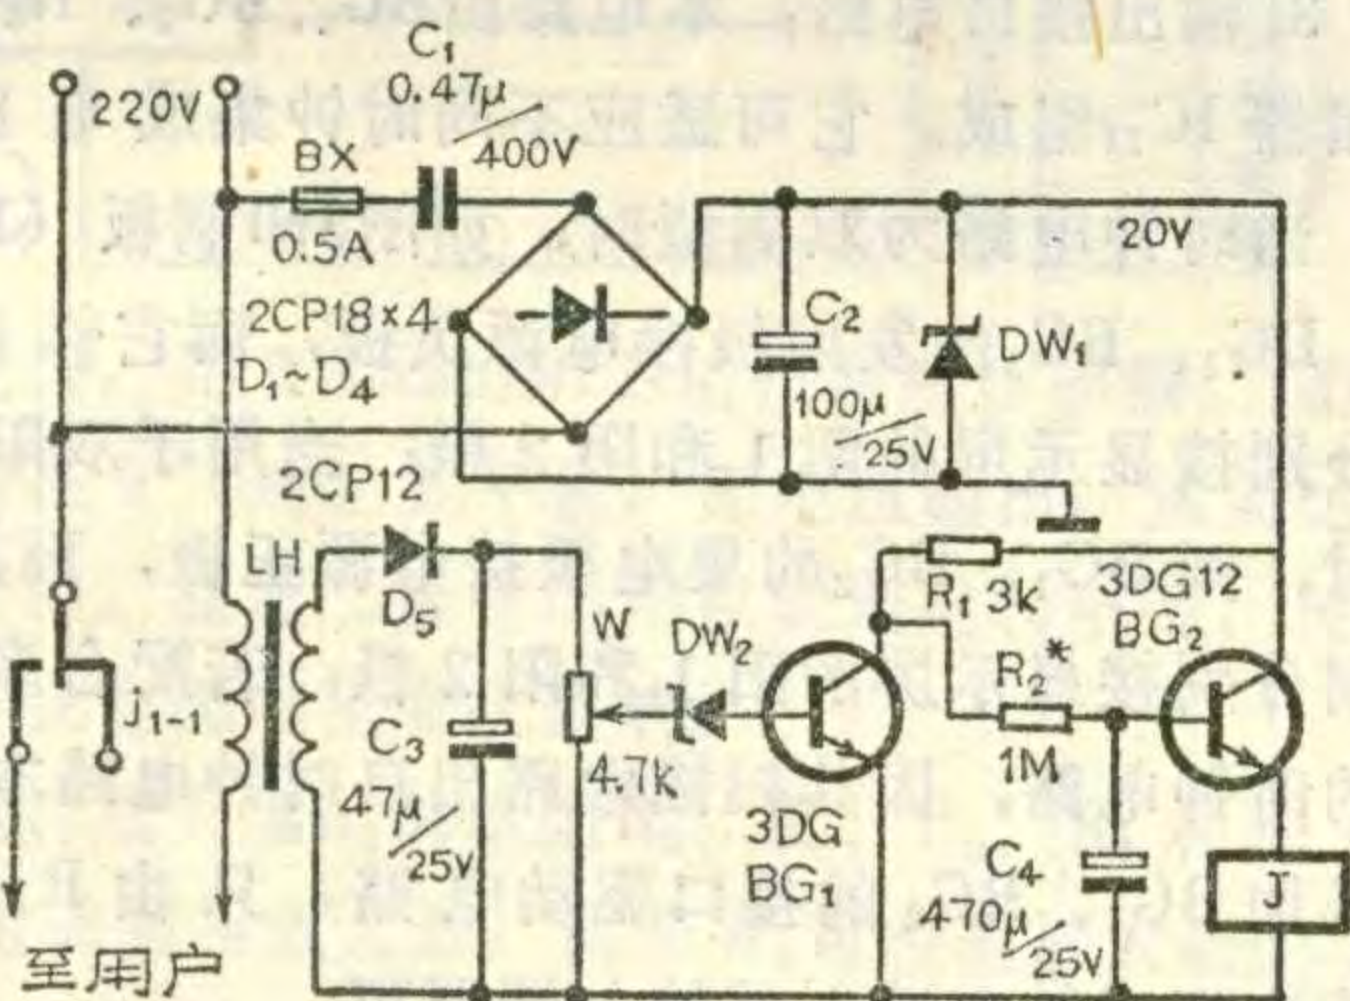 C₁
0.47μ/400V
220V
BX
0.5A
20V
2CP18×4
D₁~D₄
C₂
100μ/25V
DW₁
2CP12
D₅
LH
R₁ 3k
3DG12
BG₂
W
4.7k
DW₂
R₂*
1M
j₁₋₁
C₃
47μ/25V
3DG
BG₁
C₄
470μ/25V
J
至用户